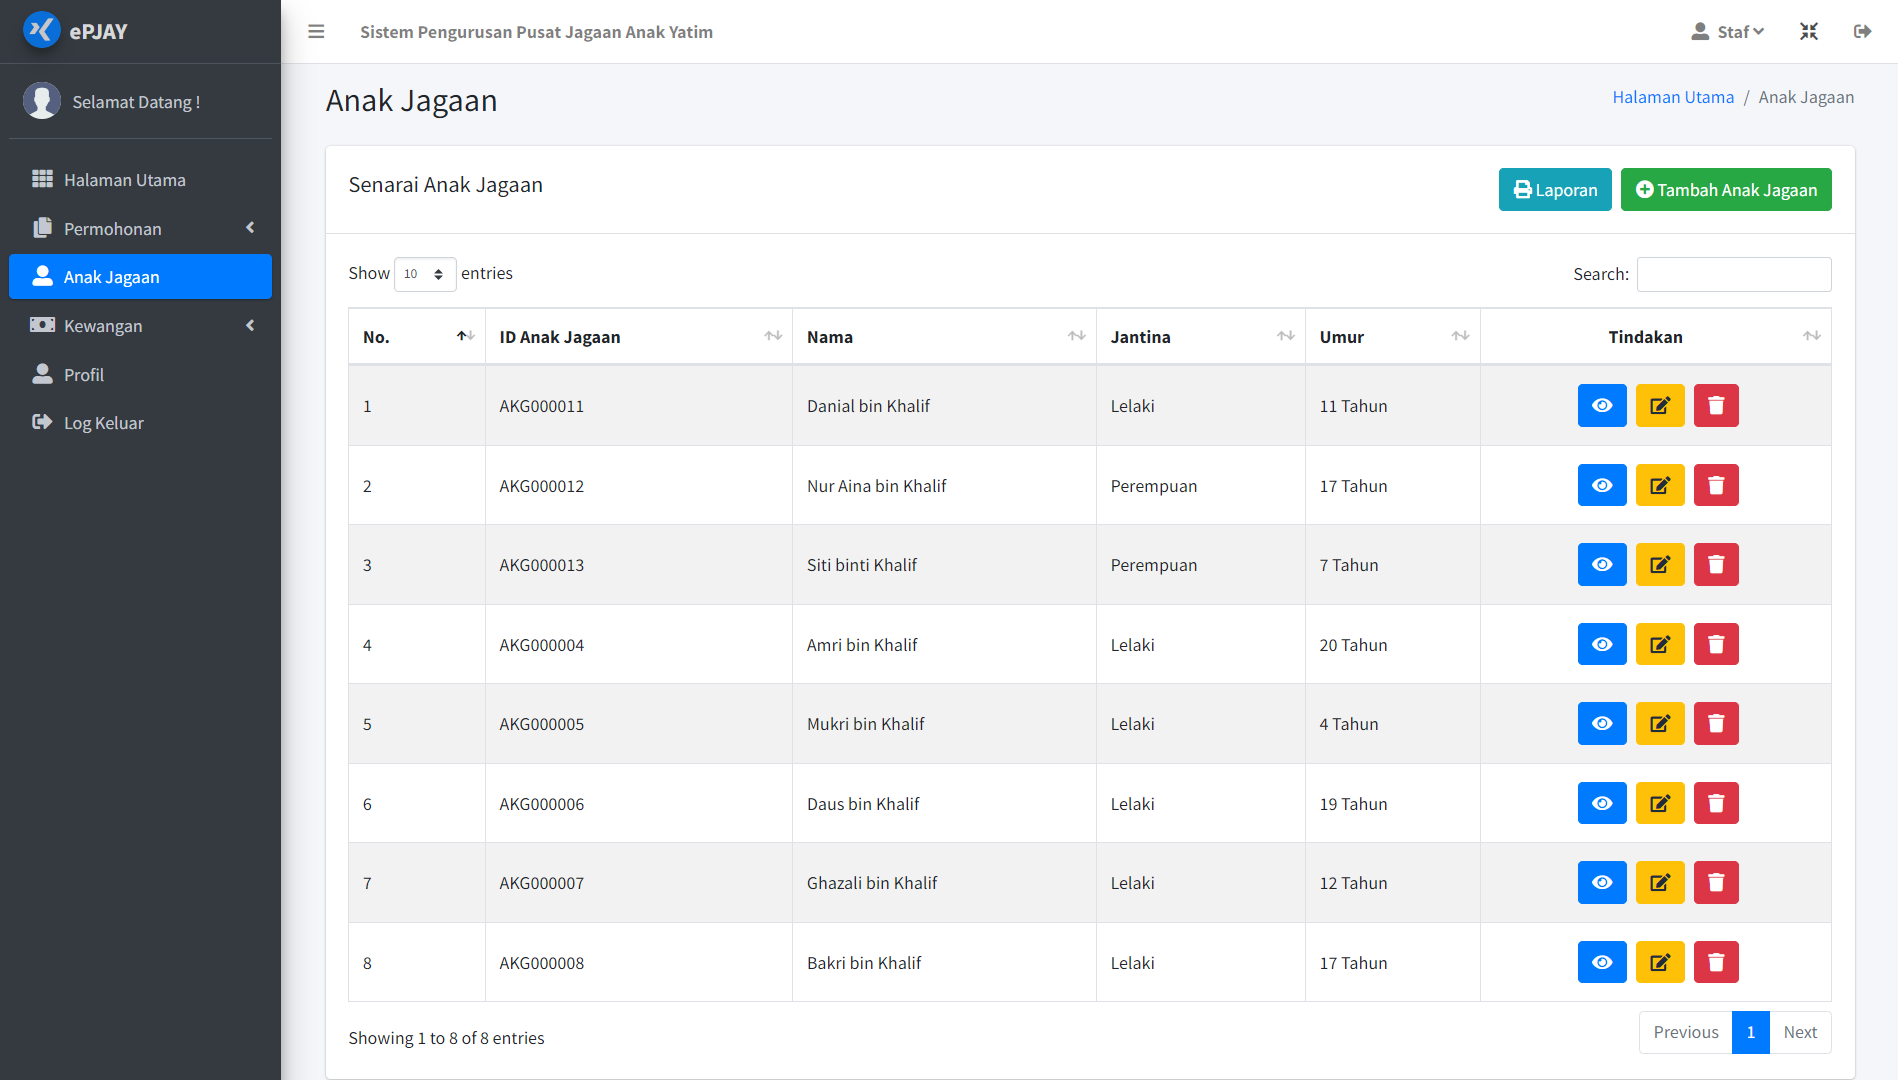 ePJAY
Sistem Pengurusan Pusat Jagaan Anak Yatim
Staf
Selamat Datang !
Halaman Utama
Permohonan
Anak Jagaan
Kewangan
Profil
Log Keluar
Anak Jagaan
Halaman Utama / Anak Jagaan
Senarai Anak Jagaan
Laporan
Tambah Anak Jagaan
Show 10 entries
Search:
No. ID Anak Jagaan Nama Jantina Umur Tindakan
1 AKG000011 Danial bin Khalif Lelaki 11 Tahun
2 AKG000012 Nur Aina bin Khalif Perempuan 17 Tahun
3 AKG000013 Siti binti Khalif Perempuan 7 Tahun
4 AKG000004 Amri bin Khalif Lelaki 20 Tahun
5 AKG000005 Mukri bin Khalif Lelaki 4 Tahun
6 AKG000006 Daus bin Khalif Lelaki 19 Tahun
7 AKG000007 Ghazali bin Khalif Lelaki 12 Tahun
8 AKG000008 Bakri bin Khalif Lelaki 17 Tahun
Showing 1 to 8 of 8 entries
Previous 1 Next